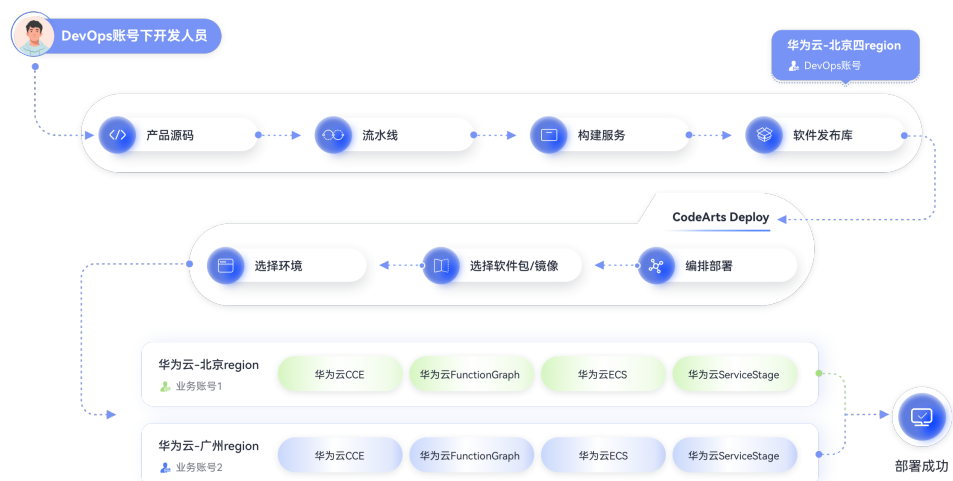 DevOps账号下开发人员
华为云-北京四region
DevOps账号
产品源码
流水线
构建服务
软件发布库
CodeArts Deploy
选择环境
选择软件包/镜像
编排部署
华为云-北京region
业务账号1
华为云CCE
华为云FunctionGraph
华为云ECS
华为云ServiceStage
华为云-广州region
业务账号2
华为云CCE
华为云FunctionGraph
华为云ECS
华为云ServiceStage
部署成功